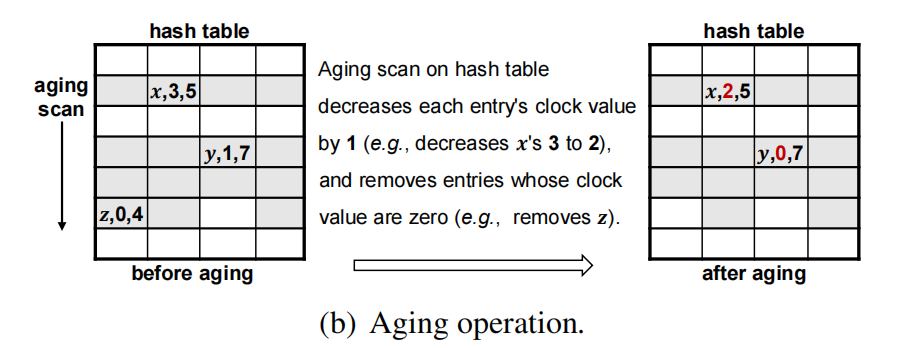 hash table
aging
scan
x,3,5
y,1,7
z,0,4
before aging
Aging scan on hash table
decreases each entry's clock value
by 1 (e.g., decreases x's 3 to 2),
and removes entries whose clock
value are zero (e.g., removes z).
hash table
x,2,5
y,0,7
after aging
(b) Aging operation.